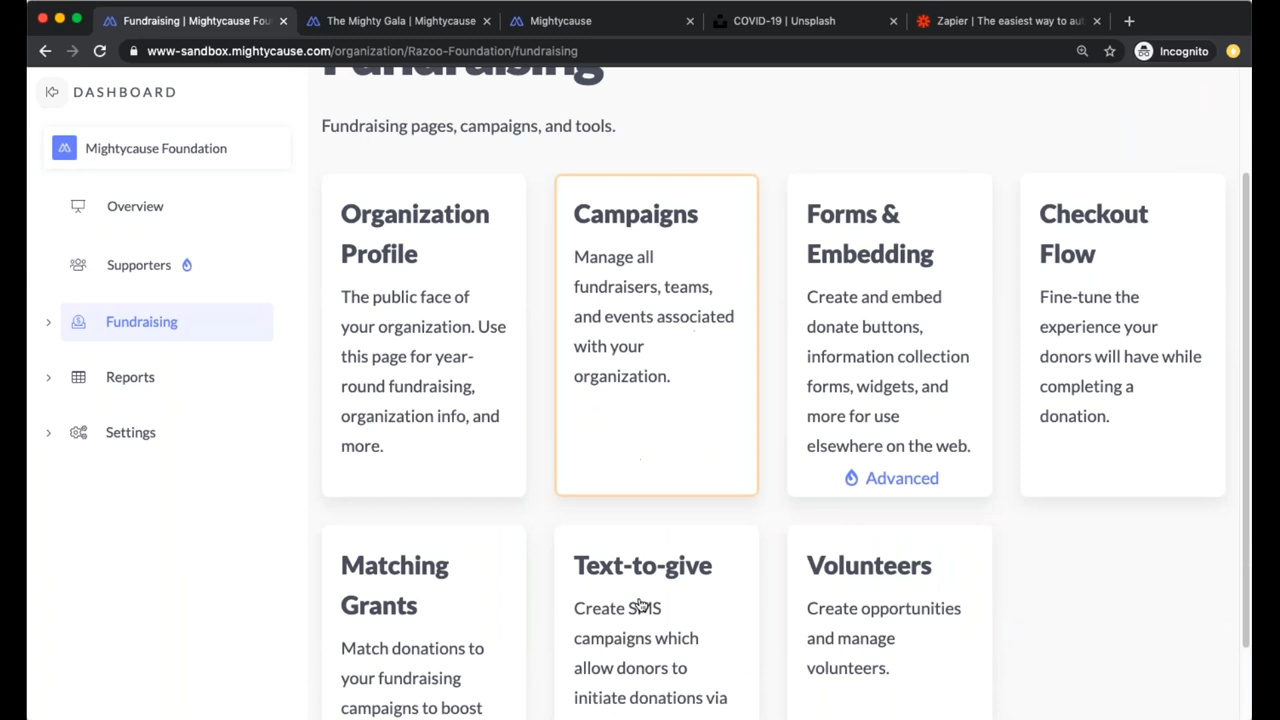 Fundraising | Mightycause Fou
The Mighty Gala | Mightycause
Mightycause
COVID-19 | Unsplash
Zapier | The easiest way to aut
www-sandbox.mightycause.com/organization/Razoo-Foundation/fundraising
Incognito
DASHBOARD
Mightycause Foundation
Overview
Supporters
Fundraising
Reports
Settings
Fundraising
Fundraising pages, campaigns, and tools.
Organization
Profile
The public face of
your organization. Use
this page for year-
round fundraising,
organization info, and
more.
Campaigns
Manage all
fundraisers, teams,
and events associated
with your
organization.
Forms &
Embedding
Create and embed
donate buttons,
information collection
forms, widgets, and
more for use
elsewhere on the web.
Advanced
Checkout
Flow
Fine-tune the
experience your
donors will have while
completing a
donation.
Matching
Grants
Match donations to
your fundraising
campaigns to boost
Text-to-give
Create SMS
campaigns which
allow donors to
initiate donations via
Volunteers
Create opportunities
and manage
volunteers.